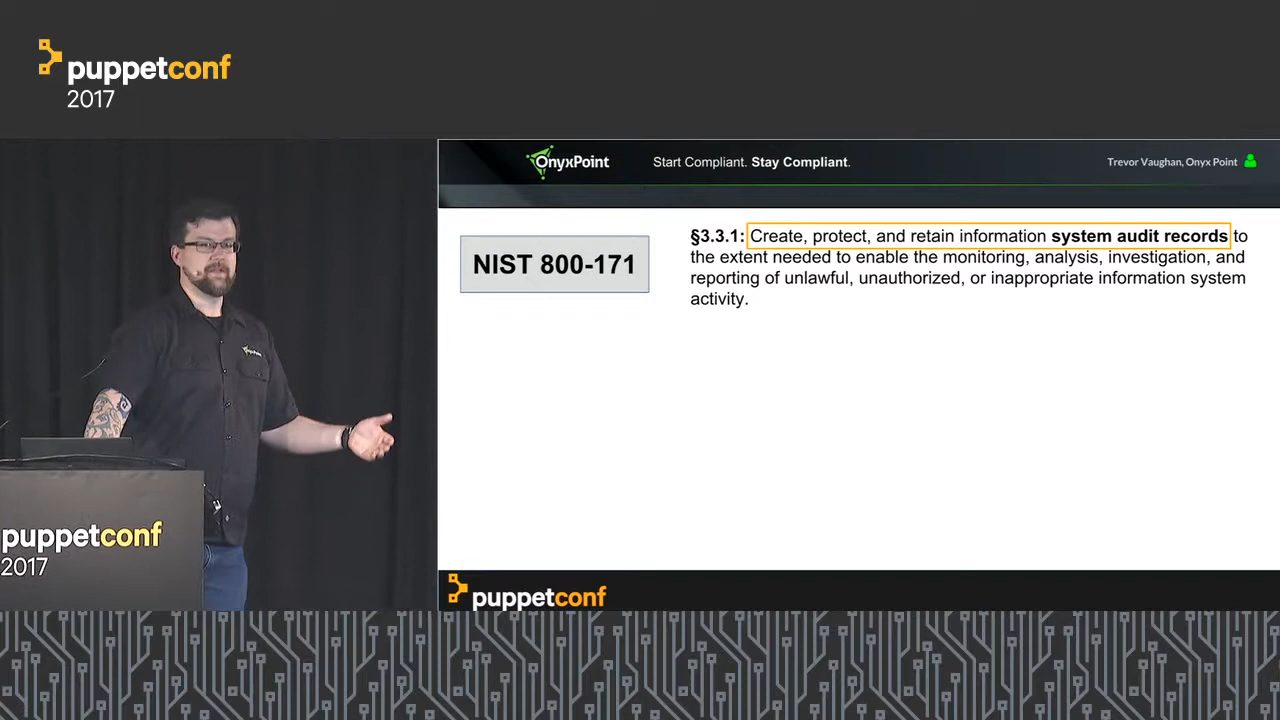 puppetconf
2017
OnyxPoint
Start Compliant. Stay Compliant.
Trevor Vaughan, Onyx Point
NIST 800-171
§3.3.1: Create, protect, and retain information system audit records to
the extent needed to enable the monitoring, analysis, investigation, and
reporting of unlawful, unauthorized, or inappropriate information system
activity.
puppetconf
2017
puppetconf